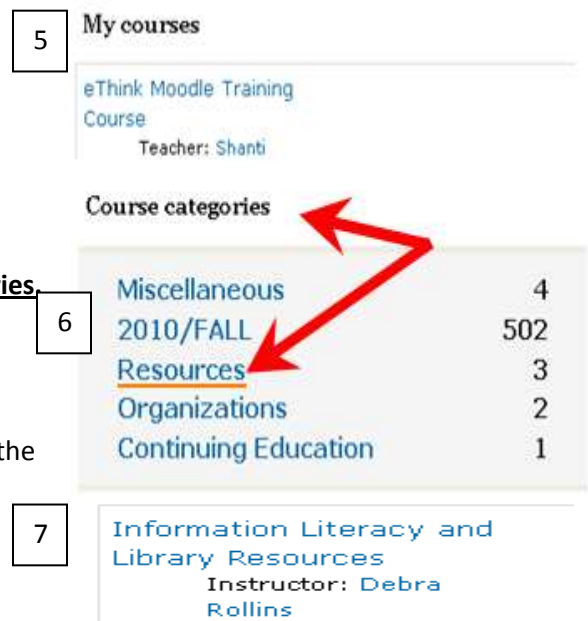 5
My courses
eThink Moodle Training
Course
Teacher: Shanti
Course categories
ries.
6
Miscellaneous 4
2010/FALL 502
Resources 3
Organizations 2
Continuing Education 1
the
7
Information Literacy and
Library Resources
Instructor: Debra
Rollins